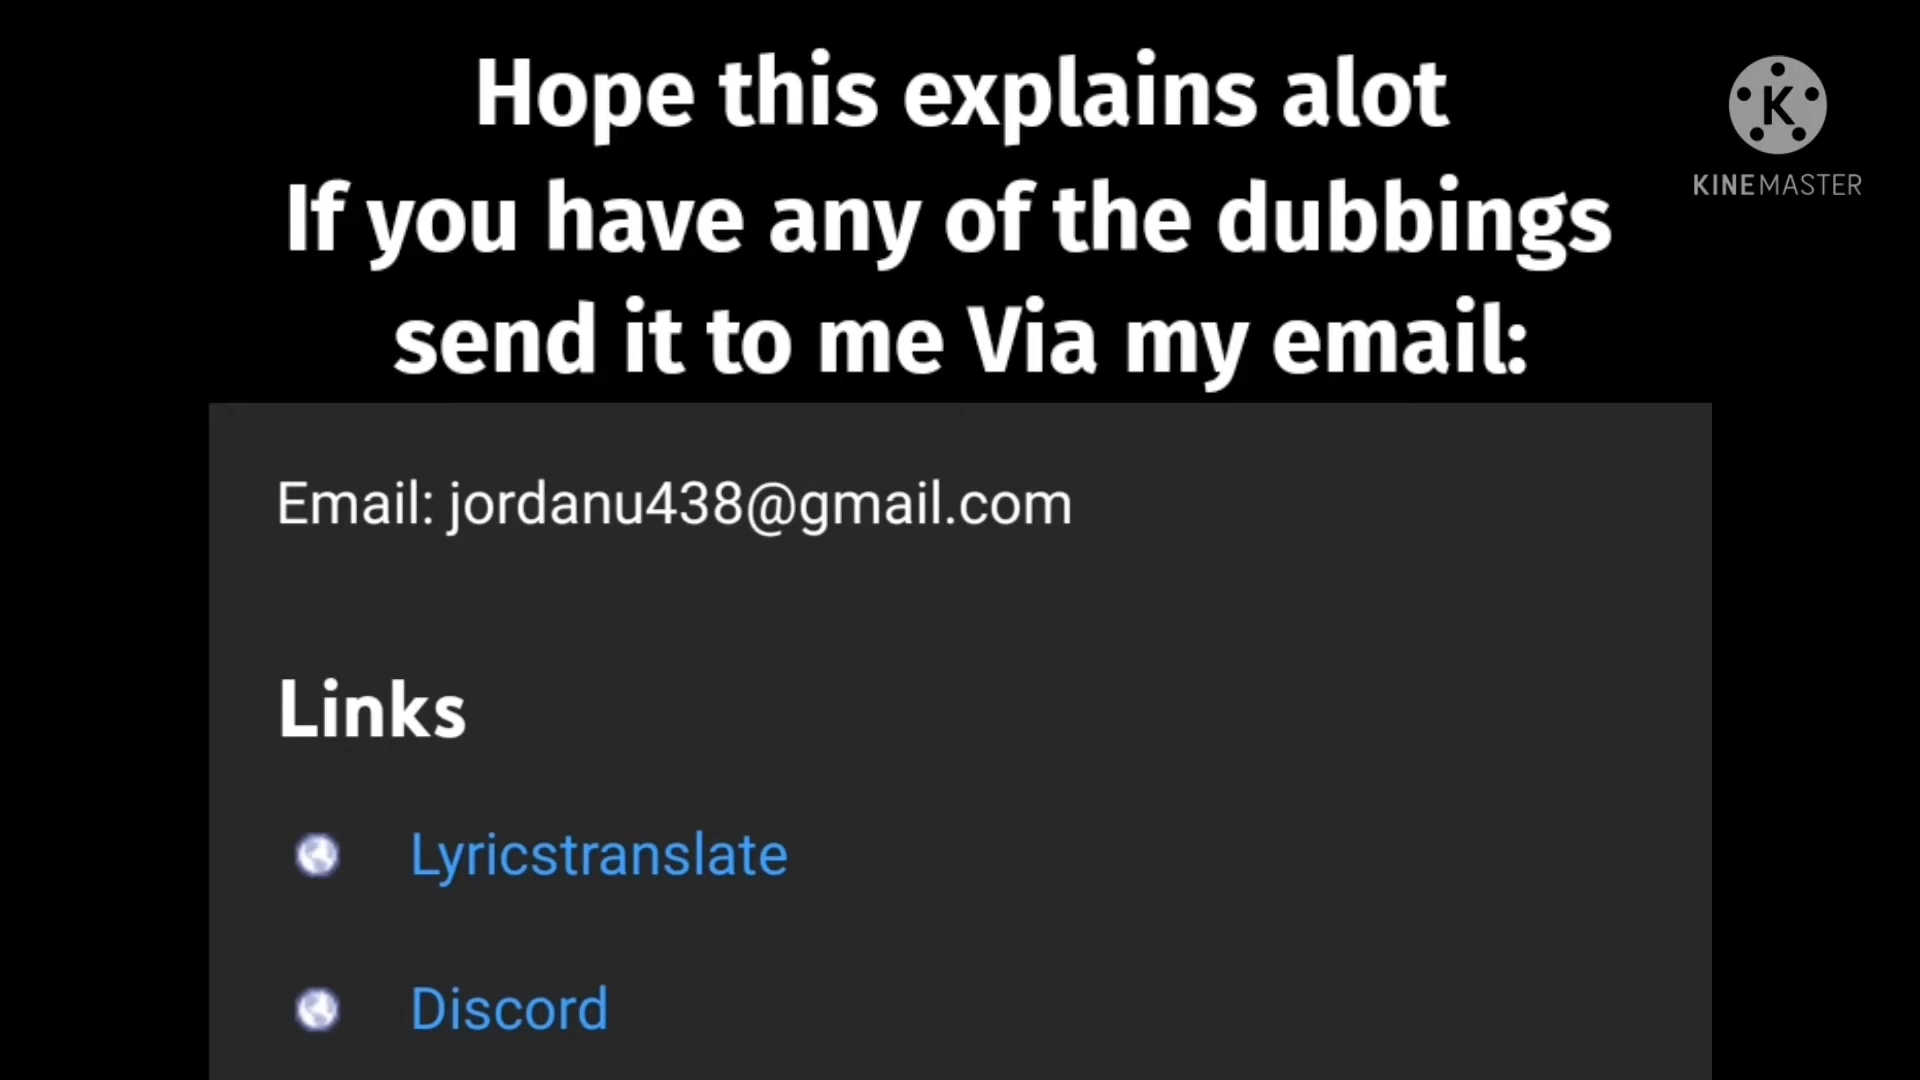 Hope this explains alot
If you have any of the dubbings
send it to me Via my email:
K
KINEMASTER
Email: jordanu438@gmail.com
Links
Lyricstranslate
Discord